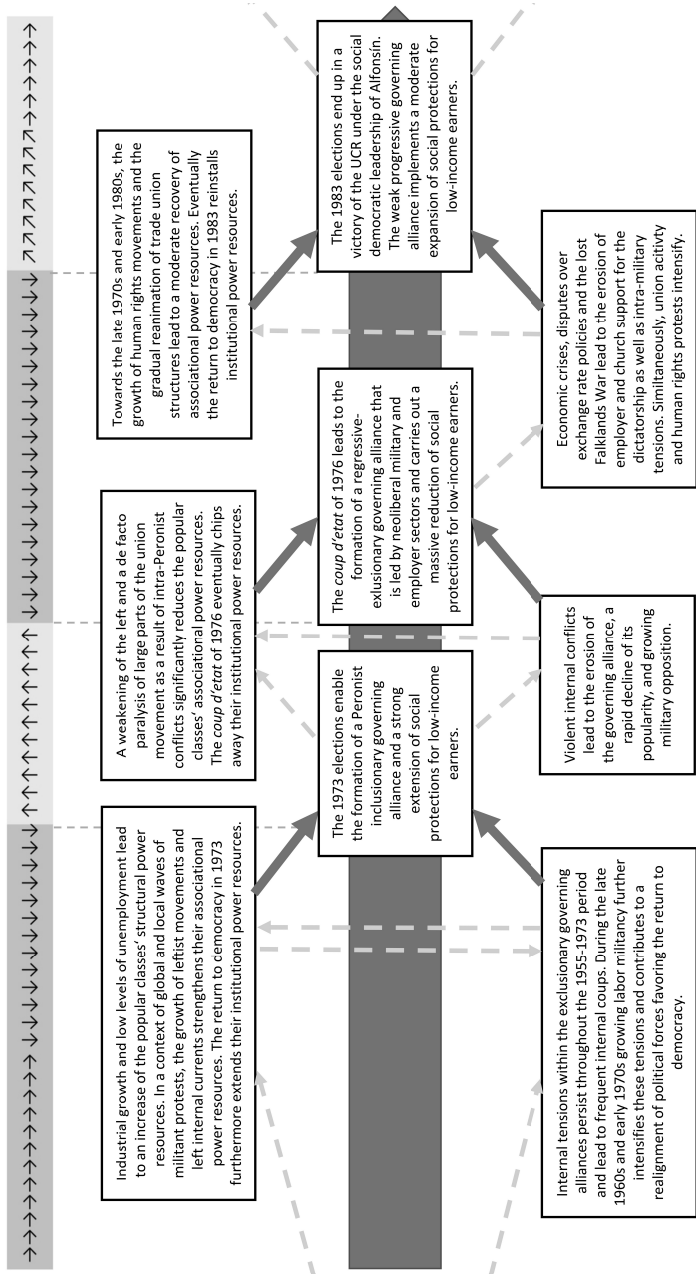 Industrial growth and low levels of unemployment lead
to an increase of the popular classes‘ structural power
resources. In a context of global and local waves of
militant protests, the growth of leftist movements and
left internal currents strengthens their associational
power resources. The return to democracy in 1973
furthermore extends their institutional power resources.
A weakening of the left and a de facto
paralysis of large parts of the union
movement as a result of intra-Peronist
conflicts significantly reduces the popular
classes‘ associational power resources.
The coup d’etat of 1976 eventually chips
away their institutional power resources.
Towards the late 1970s and early 1980s, the
growth of human rights movements and the
gradual reanimation of trade union
structures lead to a moderate recovery of
associational power resources. Eventually
the return to democracy in 1983 reinstalls
institutional power resources.
The 1973 elections enable
the formation of a Peronist
inclusionary governing
alliance and a strong
extension of social
protections for low-income
earners.
The coup d’etat of 1976 leads to the
formation of a regressive-
exlusionary governing alliance that
is led by neoliberal military and
employer sectors and carries out a
massive reduction of social
protections for low-income earners.
The 1983 elections end up in a
victory of the UCR under the social
democratic leadership of Alfonsín.
The weak progressive governing
alliance implements a moderate
expansion of social protections for
low-income earners.
Internal tensions within the exclusionary governing
alliances persist throughout the 1955-1973 period
and lead to frequent internal coups. During the late
1960s and early 1970s growing labor militancy further
intensifies these tensions and contributes to a
realignment of political forces favoring the return to
democracy.
Violent internal conflicts
lead to the erosion of
the governing alliance, a
rapid decline of its
popularity, and growing
military opposition.
Economic crises, disputes over
exchange rate policies and the lost
Falklands War lead to the erosion of
employer and church support for the
dictatorship as well as intra-military
tensions. Similtaneously, union acitivty
and human rights protests intensify.